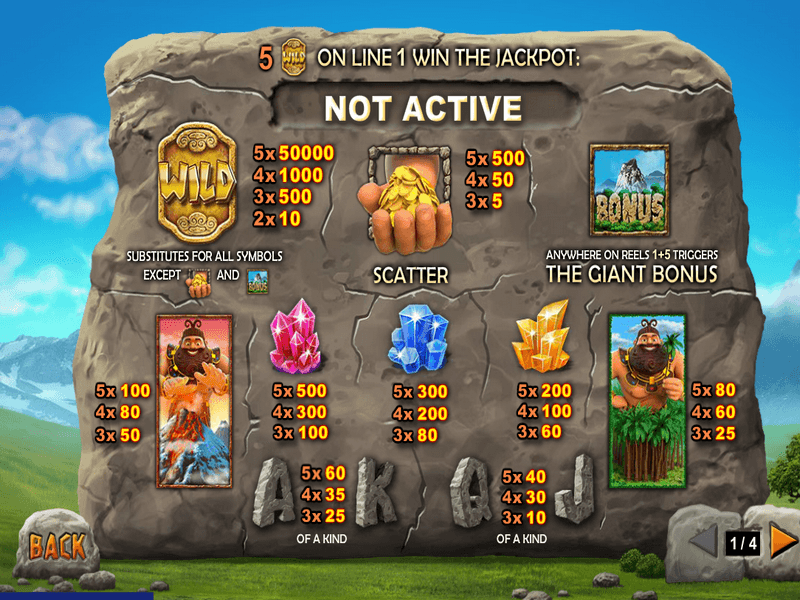 5 WILD ON LINE 1 WIN THE JACKPOT:
NOT ACTIVE
WILD
5x 50000
4x 1000
3x 500
2x 10
SUBSTITUTES FOR ALL SYMBOLS
EXCEPT AND BONUS
5x 500
4x 50
3x 5
SCATTER
BONUS
ANYWHERE ON REELS 1+5 TRIGGERS
THE GIANT BONUS
5x 100
4x 80
3x 50
5x 500
4x 300
3x 100
5x 300
4x 200
3x 80
5x 200
4x 100
3x 60
5x 80
4x 60
3x 25
A K
5x 60
4x 35
3x 25
OF A KIND
Q J
5x 40
4x 30
3x 10
OF A KIND
BACK
1/4